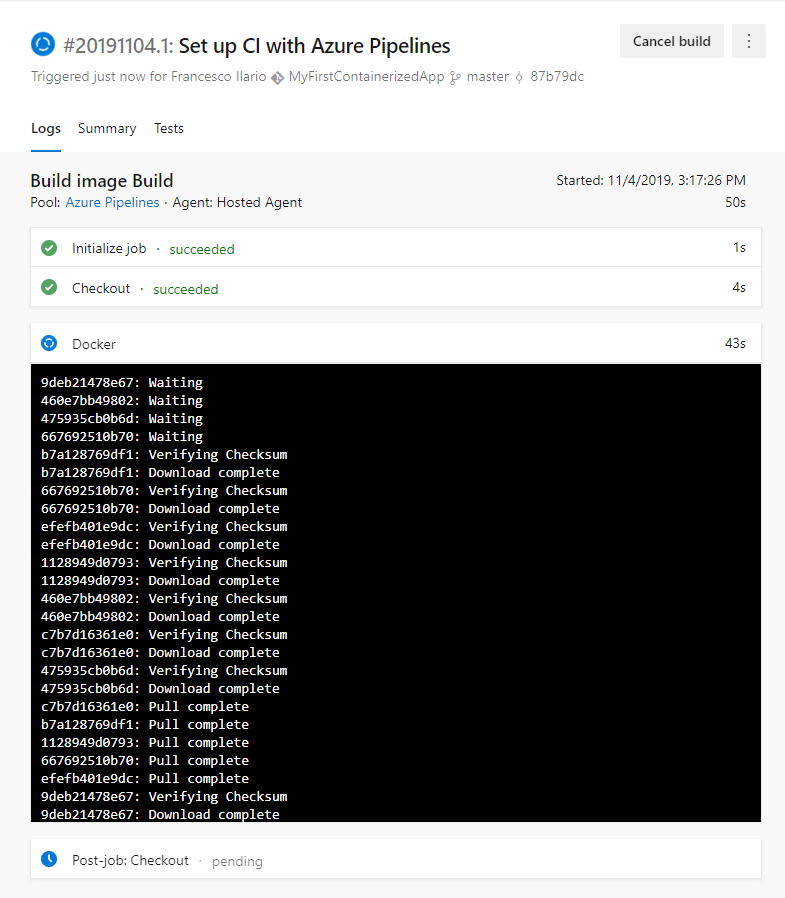 #20191104.1: Set up CI with Azure Pipelines
Cancel build
Triggered just now for Francesco Ilario MyFirstContainerizedApp master 87b79dc
Logs Summary Tests
Build image Build
Started: 11/4/2019, 3:17:26 PM
Pool: Azure Pipelines · Agent: Hosted Agent
50s
Initialize job · succeeded 1s
Checkout · succeeded 4s
Docker 43s
9deb21478e67: Waiting
460e7bb49802: Waiting
475935cb0b6d: Waiting
667692510b70: Waiting
b7a128769df1: Verifying Checksum
b7a128769df1: Download complete
667692510b70: Verifying Checksum
667692510b70: Download complete
efefb401e9dc: Verifying Checksum
efefb401e9dc: Download complete
1128949d0793: Verifying Checksum
1128949d0793: Download complete
460e7bb49802: Verifying Checksum
460e7bb49802: Download complete
c7b7d16361e0: Verifying Checksum
c7b7d16361e0: Download complete
475935cb0b6d: Verifying Checksum
475935cb0b6d: Download complete
c7b7d16361e0: Pull complete
b7a128769df1: Pull complete
1128949d0793: Pull complete
667692510b70: Pull complete
efefb401e9dc: Pull complete
9deb21478e67: Verifying Checksum
9deb21478e67: Download complete
Post-job: Checkout · pending